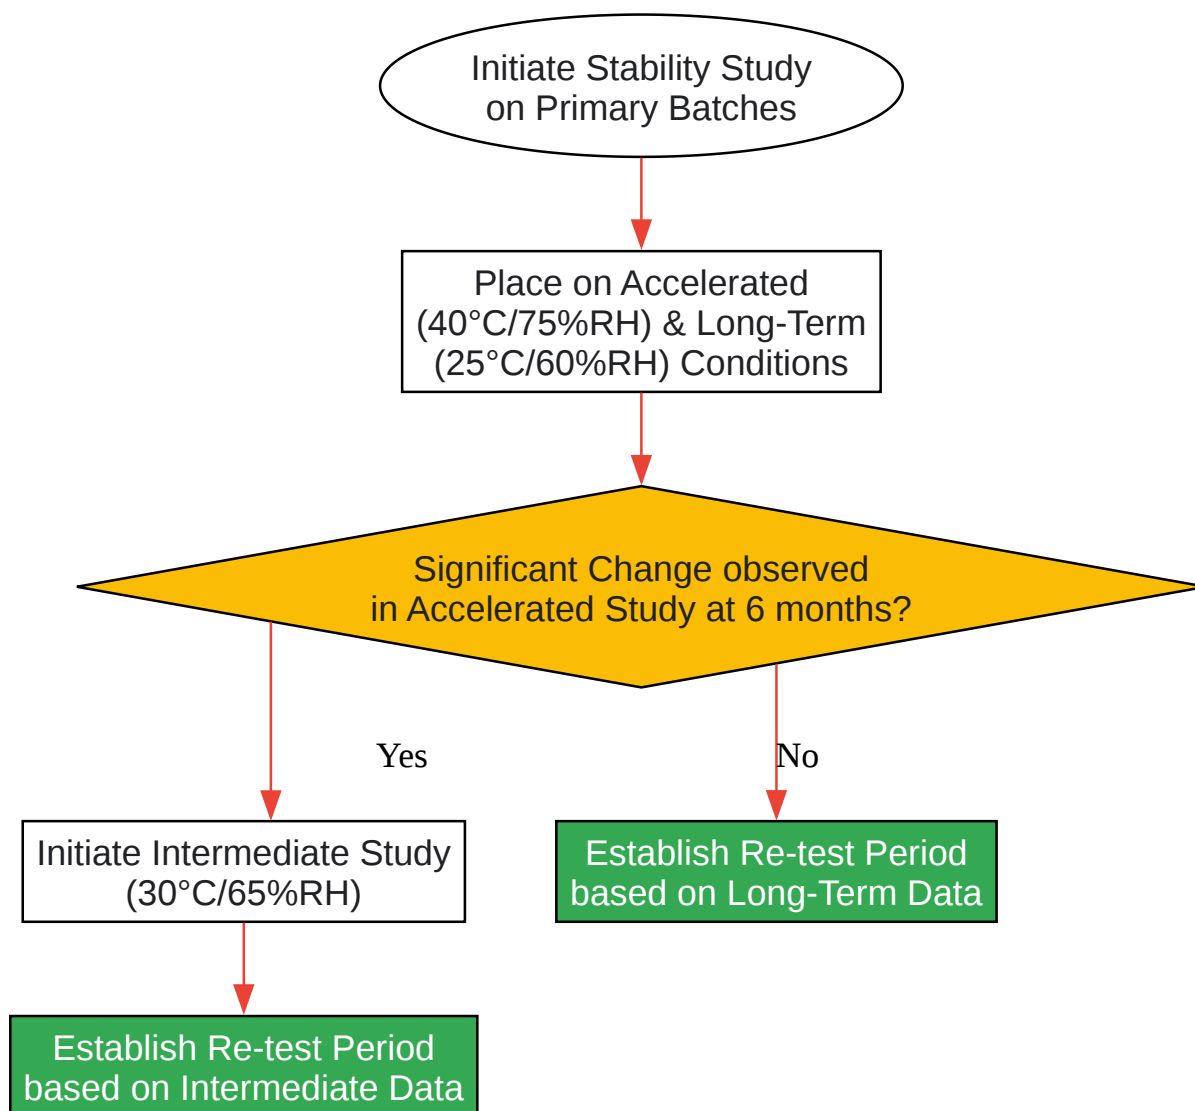 Initiate Stability Study
on Primary Batches
Place on Accelerated
(40°C/75%RH) & Long-Term
(25°C/60%RH) Conditions
Significant Change observed
in Accelerated Study at 6 months?
Yes
No
Initiate Intermediate Study
(30°C/65%RH)
Establish Re-test Period
based on Long-Term Data
Establish Re-test Period
based on Intermediate Data